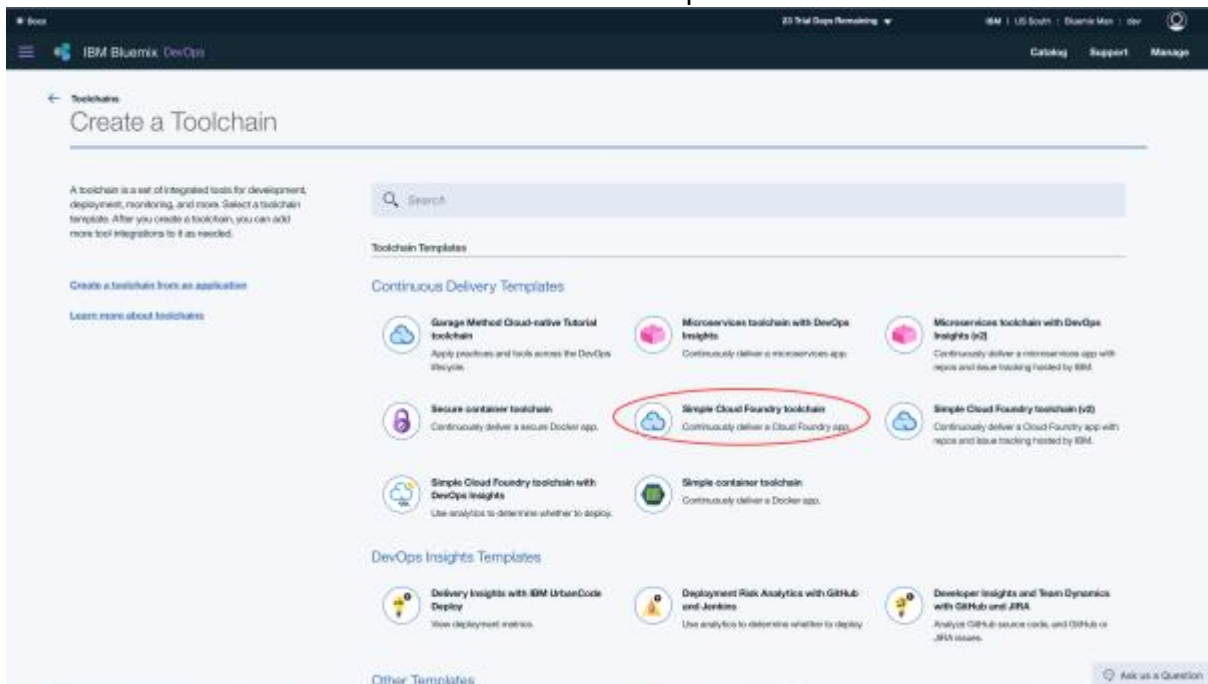 Docs
23 Trial Days Remaining
IBM | US South : Bluemix Man : dev
IBM Bluemix DevOps
Catalog Support Manage
← Toolchains
Create a Toolchain
A toolchain is a set of integrated tools for development,
deployment, monitoring, and more. Select a toolchain
template. After you create a toolchain, you can add
more tool integrations to it as needed.
Create a toolchain from an application
Learn more about toolchains
Search
Toolchain Templates
Continuous Delivery Templates
Garage Method Cloud-native Tutorial
toolchain
Apply practices and tools across the DevOps
lifecycle.
Microservices toolchain with DevOps
Insights
Continuously deliver a microservices app.
Microservices toolchain with DevOps
Insights (v2)
Continuously deliver a microservices app with
repos and issue tracking hosted by IBM.
Secure container toolchain
Continuously deliver a secure Docker app.
Simple Cloud Foundry toolchain
Continuously deliver a Cloud Foundry app.
Simple Cloud Foundry toolchain (v2)
Continuously deliver a Cloud Foundry app with
repos and issue tracking hosted by IBM.
Simple Cloud Foundry toolchain with
DevOps Insights
Use analytics to determine whether to deploy.
Simple container toolchain
Continuously deliver a Docker app.
DevOps Insights Templates
Delivery Insights with IBM UrbanCode
Deploy
View deployment metrics.
Deployment Risk Analytics with GitHub
and Jenkins
Use analytics to determine whether to deploy.
Developer Insights and Team Dynamics
with GitHub and JIRA
Analyze GitHub source code, and GitHub or
JIRA issues.
Other Templates
Ask us a Question